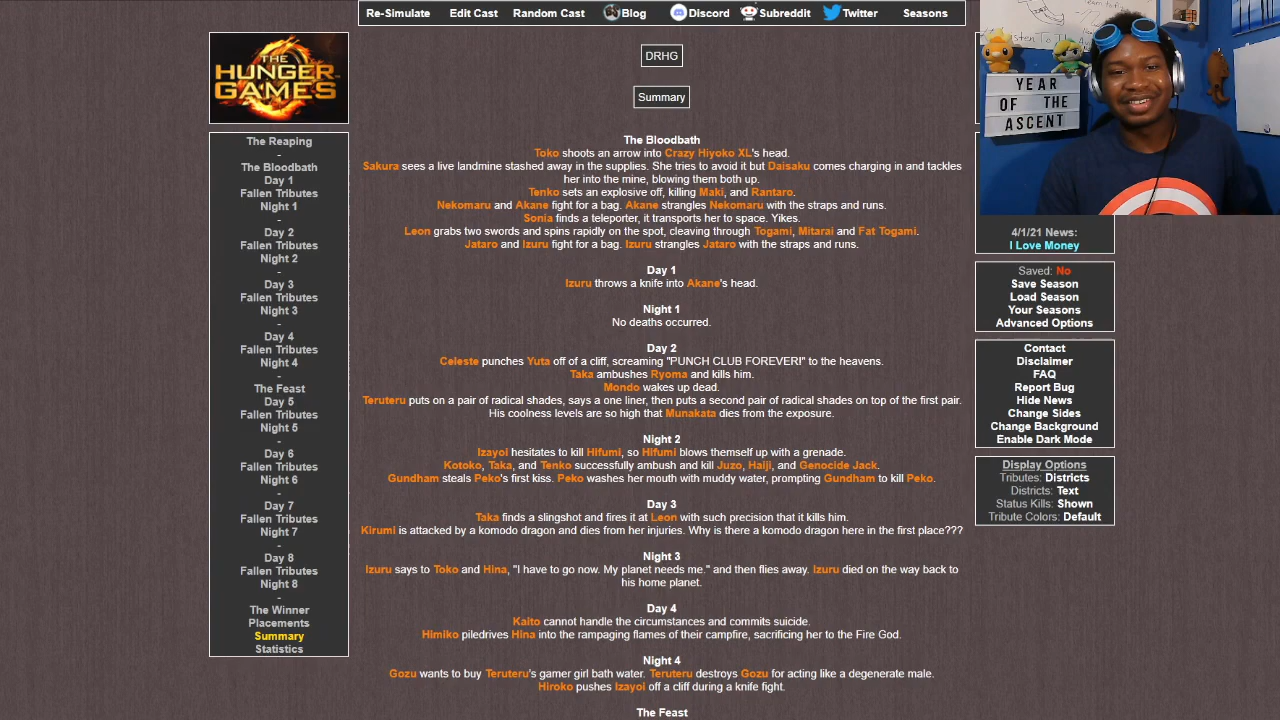 Re-Simulate Edit Cast Random Cast Blog Discord Subreddit Twitter Seasons
THE
HUNGER
GAMES
The Reaping
-
The Bloodbath
Day 1
Fallen Tributes
Night 1
-
Day 2
Fallen Tributes
Night 2
-
Day 3
Fallen Tributes
Night 3
-
Day 4
Fallen Tributes
Night 4
-
The Feast
Day 5
Fallen Tributes
Night 5
-
Day 6
Fallen Tributes
Night 6
-
Day 7
Fallen Tributes
Night 7
-
Day 8
Fallen Tributes
Night 8
-
The Winner
Placements
Summary
Statistics
DRHG
Summary
The Bloodbath
Toko shoots an arrow into Crazy Hiyoko XL's head.
Sakura sees a live landmine stashed away in the supplies. She tries to avoid it but Daisaku comes charging in and tackles
her into the mine, blowing them both up.
Tenko sets an explosive off, killing Maki, and Rantaro.
Nekomaru and Akane fight for a bag. Akane strangles Nekomaru with the straps and runs.
Sonia finds a teleporter, it transports her to space. Yikes.
Leon grabs two swords and spins rapidly on the spot, cleaving through Togami, Mitarai and Fat Togami.
Jataro and Izuru fight for a bag. Izuru strangles Jataro with the straps and runs.
Day 1
Izuru throws a knife into Akane's head.
Night 1
No deaths occurred.
Day 2
Celeste punches Yuta off of a cliff, screaming "PUNCH CLUB FOREVER!" to the heavens.
Taka ambushes Ryoma and kills him.
Mondo wakes up dead.
Teruteru puts on a pair of radical shades, says a one liner, then puts a second pair of radical shades on top of the first pair.
His coolness levels are so high that Munakata dies from the exposure.
Night 2
Izayoi hesitates to kill Hifumi, so Hifumi blows themself up with a grenade.
Kotoko, Taka, and Tenko successfully ambush and kill Juzo, Haiji, and Genocide Jack.
Gundham steals Peko's first kiss. Peko washes her mouth with muddy water, prompting Gundham to kill Peko.
Day 3
Taka finds a slingshot and fires it at Leon with such precision that it kills him.
Kirumi is attacked by a komodo dragon and dies from her injuries. Why is there a komodo dragon here in the first place???
Night 3
Izuru says to Toko and Hina, "I have to go now. My planet needs me." and then flies away. Izuru died on the way back to
his home planet.
Day 4
Kaito cannot handle the circumstances and commits suicide.
Himiko piledrives Hina into the rampaging flames of their campfire, sacrificing her to the Fire God.
Night 4
Gozu wants to buy Teruteru's gamer girl bath water. Teruteru destroys Gozu for acting like a degenerate male.
Hiroko pushes Izayoi off a cliff during a knife fight.
The Feast
YEAR
OF THE
ASCENT
4/1/21 News:
I Love Money
Saved: No
Save Season
Load Season
Your Seasons
Advanced Options
Contact
Disclaimer
FAQ
Report Bug
Hide News
Change Sides
Change Background
Enable Dark Mode
Display Options
Tributes: Districts
Districts: Text
Status Kills: Shown
Tribute Colors: Default